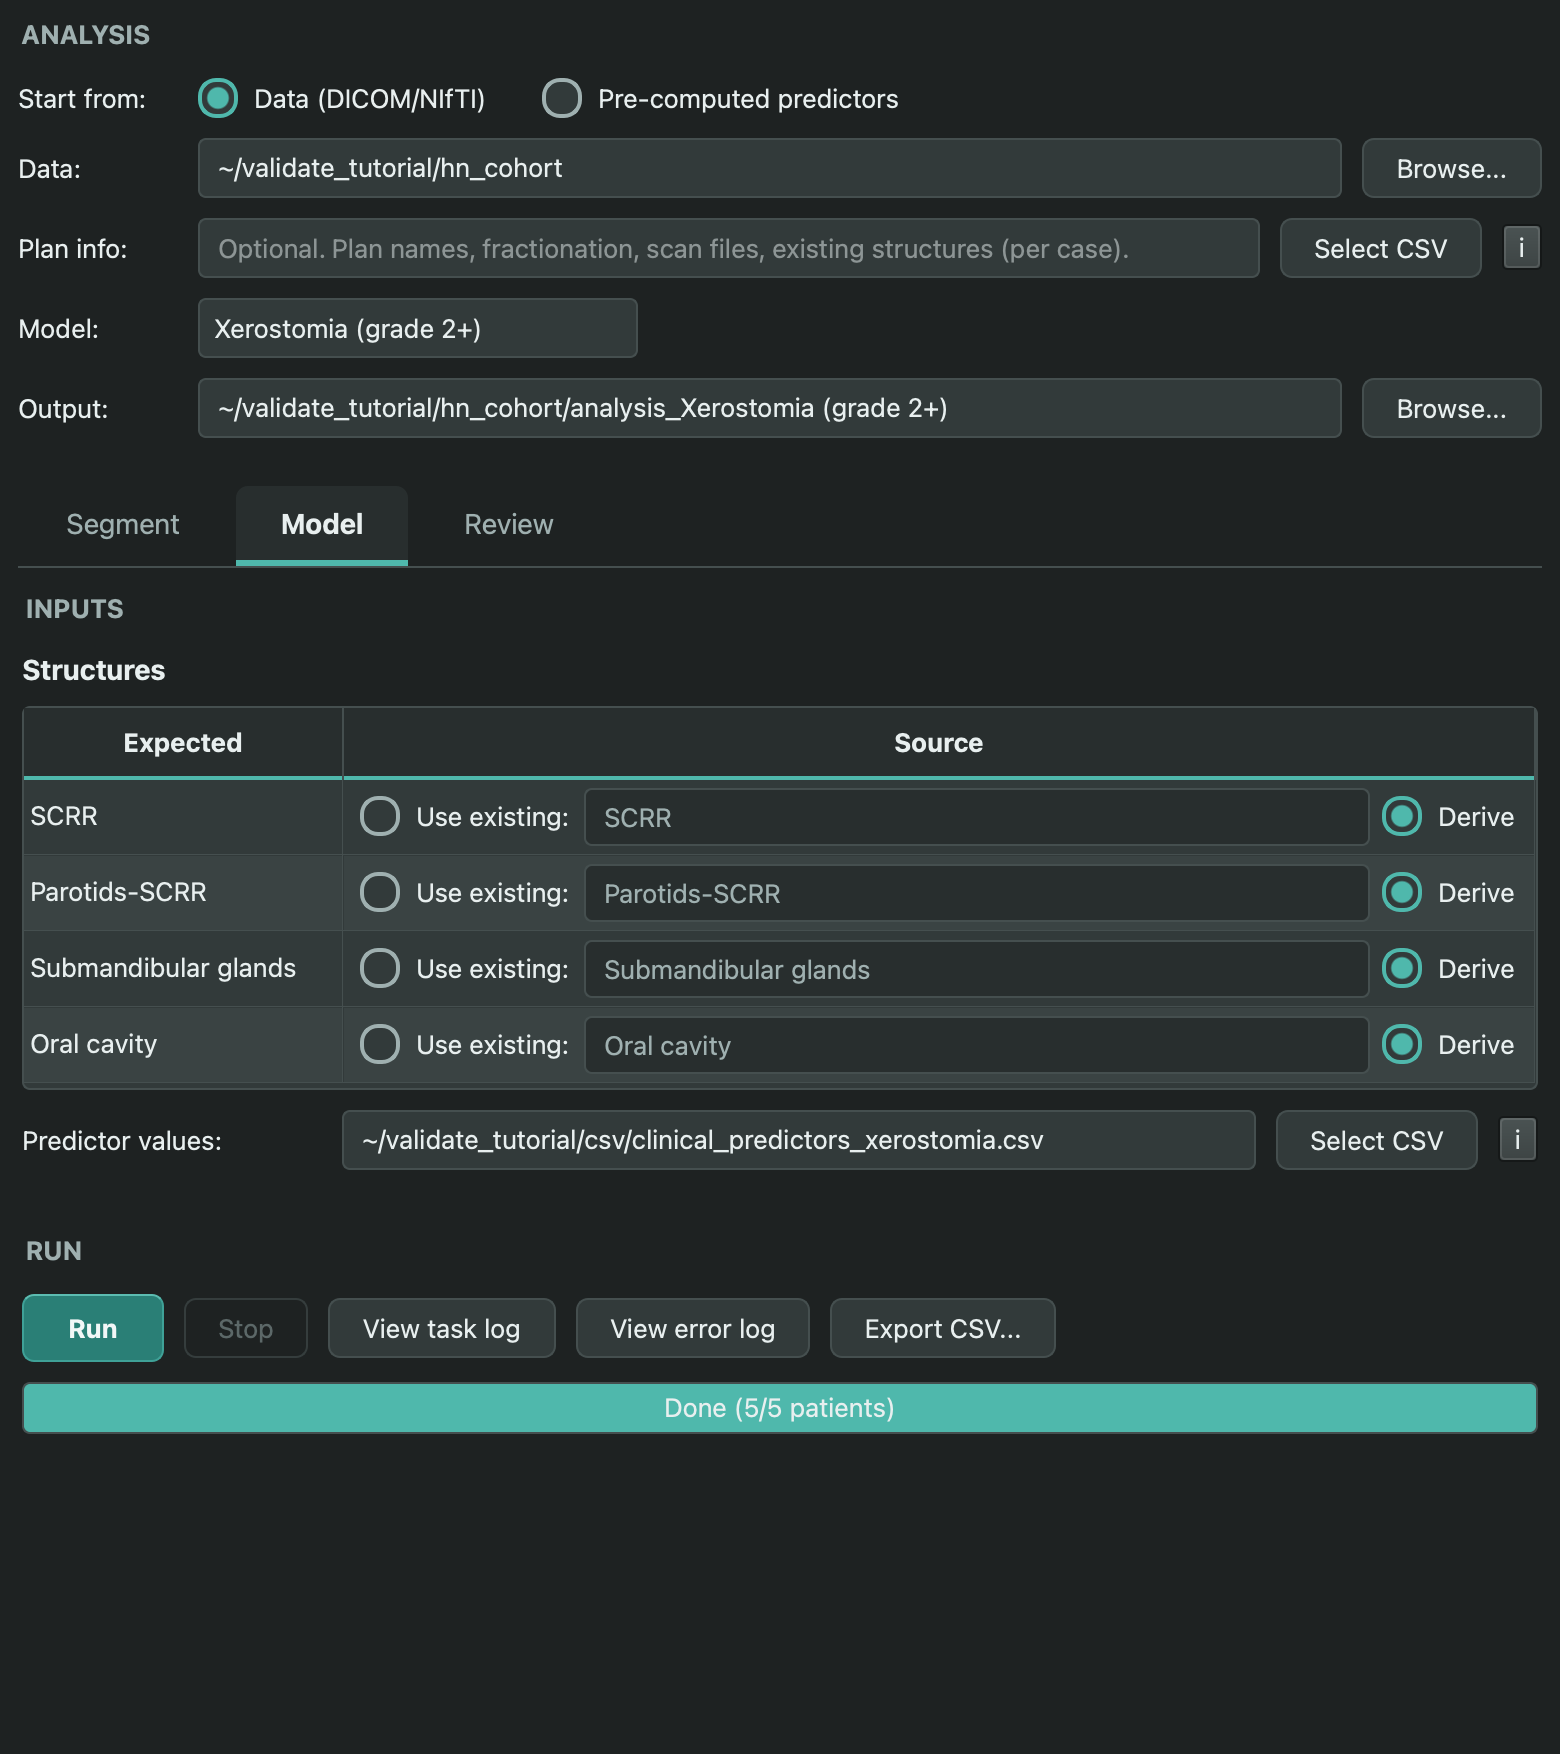 ANALYSIS
Start from: Data (DICOM/NIfTI) Pre-computed predictors
Data: ~/validate_tutorial/hn_cohort Browse...
Plan info: Optional. Plan names, fractionation, scan files, existing structures (per case). Select CSV i
Model: Xerostomia (grade 2+)
Output: ~/validate_tutorial/hn_cohort/analysis_Xerostomia (grade 2+) Browse...
Segment Model Review
INPUTS
Structures
Expected Source
SCRR Use existing: SCRR Derive
Parotids-SCRR Use existing: Parotids-SCRR Derive
Submandibular glands Use existing: Submandibular glands Derive
Oral cavity Use existing: Oral cavity Derive
Predictor values: ~/validate_tutorial/csv/clinical_predictors_xerostomia.csv Select CSV i
RUN
Run Stop View task log View error log Export CSV...
Done (5/5 patients)